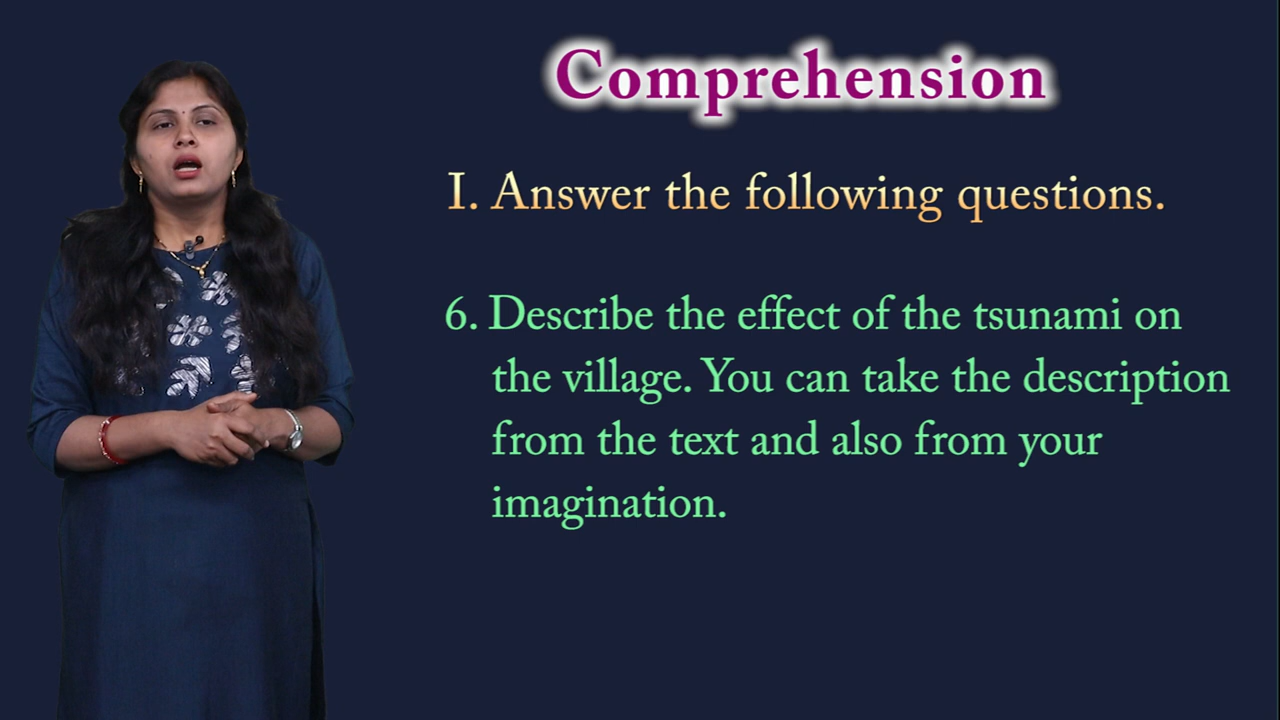 Comprehension
I. Answer the following questions.
6. Describe the effect of the tsunami on
the village. You can take the description
from the text and also from your
imagination.